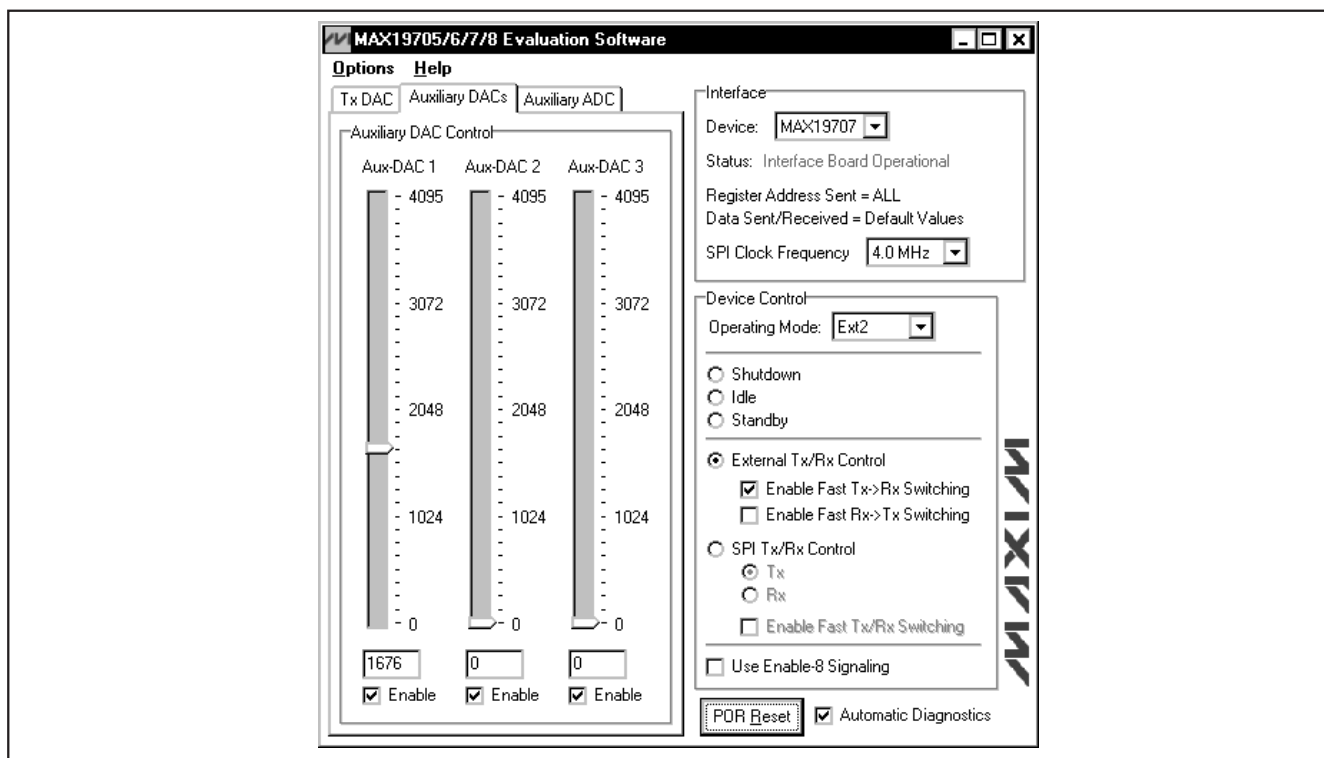 MAX19705/6/7/8 Evaluation Software
Options Help
Tx DAC Auxiliary DACs Auxiliary ADC
Auxiliary DAC Control
Aux-DAC 1 Aux-DAC 2 Aux-DAC 3
4095 4095 4095
3072 3072 3072
2048 2048 2048
1024 1024 1024
0 0 0
1676 0 0
Enable Enable Enable
Interface
Device: MAX19707
Status: Interface Board Operational
Register Address Sent = ALL
Data Sent/Received = Default Values
SPI Clock Frequency 4.0 MHz
Device Control
Operating Mode: Ext2
Shutdown
Idle
Standby
External Tx/Rx Control
Enable Fast Tx->Rx Switching
Enable Fast Rx->Tx Switching
SPI Tx/Rx Control
Tx
Rx
Enable Fast Tx/Rx Switching
Use Enable-8 Signaling
POR Reset Automatic Diagnostics
MAXIM